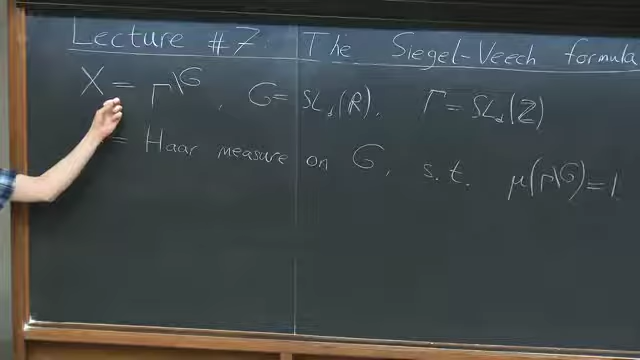 Lecture #7: The Siegel-Veech formula
X = Γ\G, G = SL_d(R), Γ = SL_d(Z)
= Haar measure on G, s.t. μ(Γ\G) = 1.